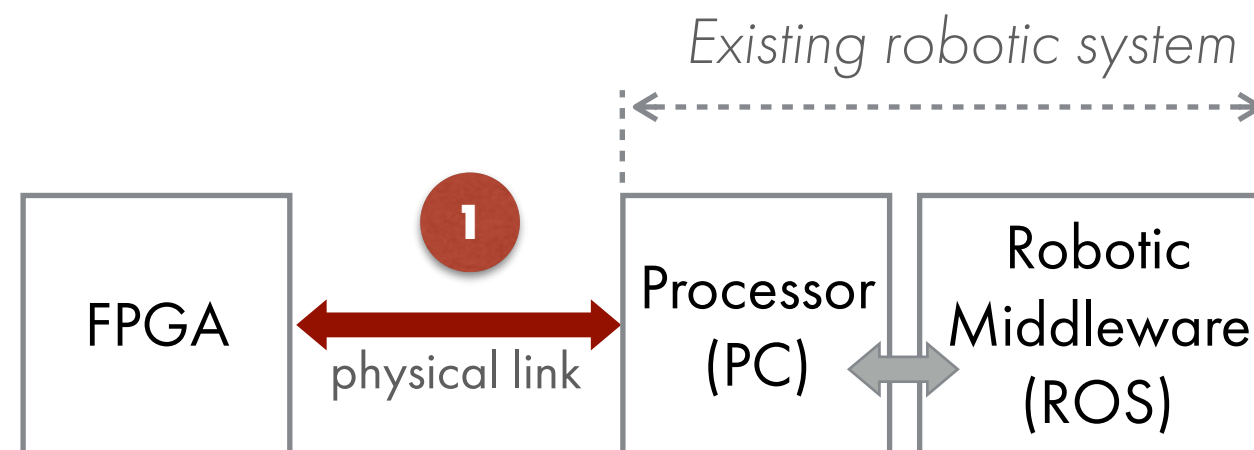 Existing robotic system
1
FPGA
physical link
Processor
(PC)
Robotic
Middleware
(ROS)